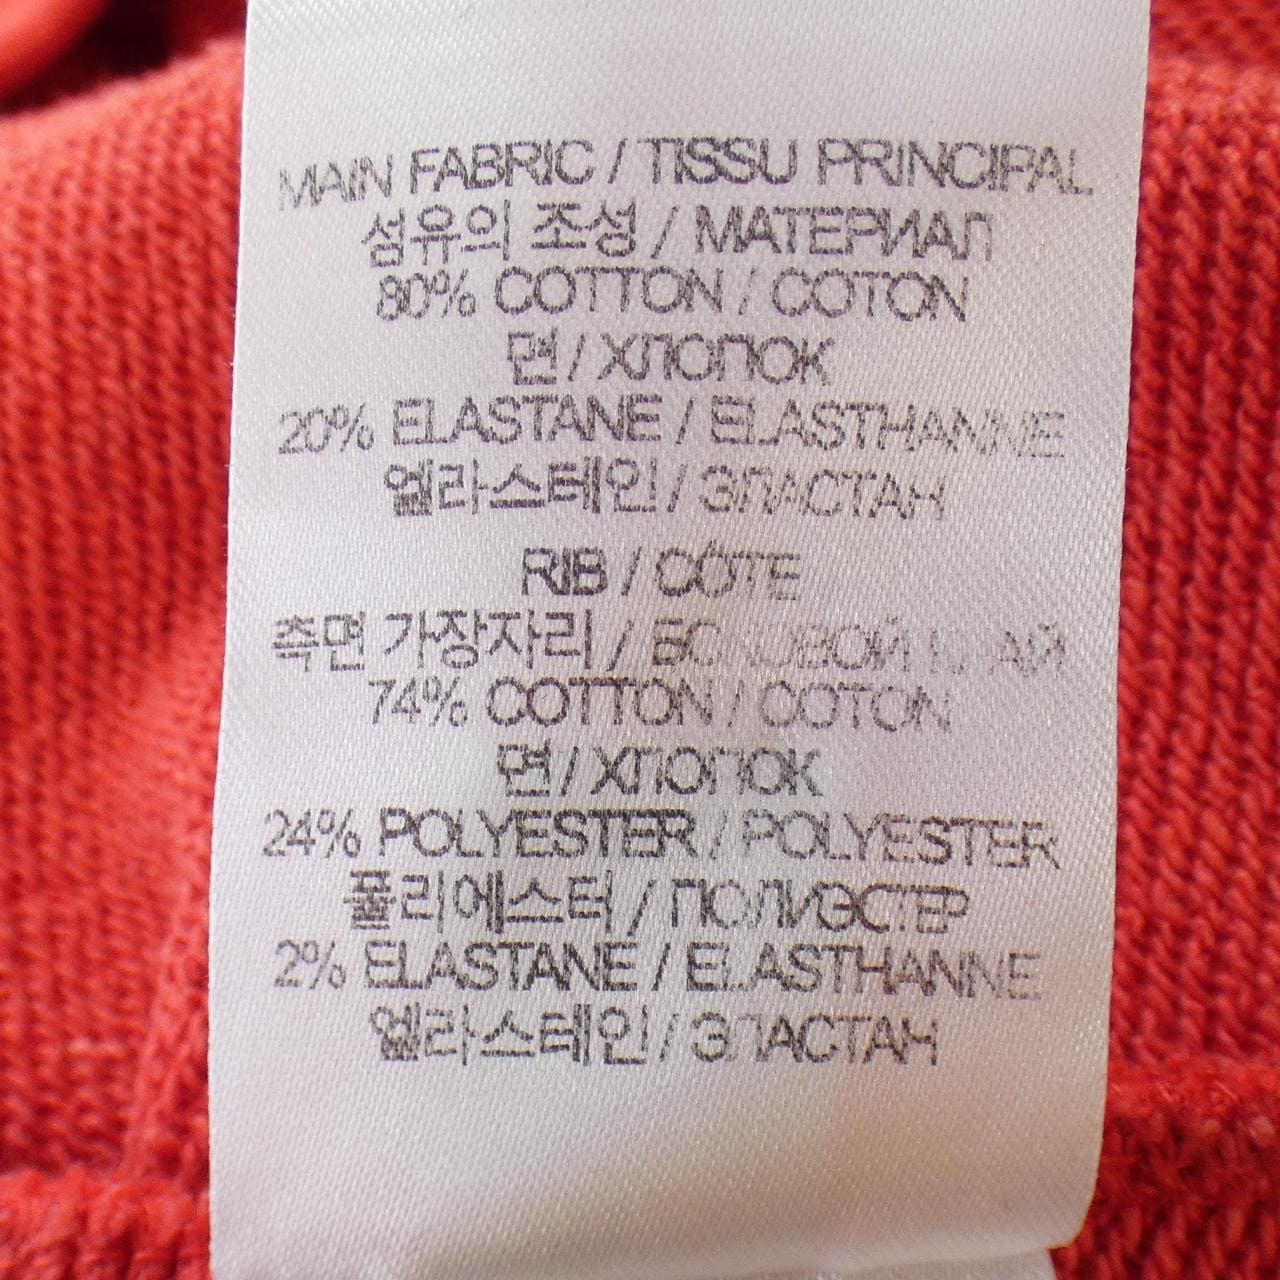 MAIN FABRIC / TISSU PRINCIPAL
섬유의 조성 / МАТЕРИАЛ
80% COTTON / COTON
면 / ХЛОПОК
20% ELASTANE / ELASTHANNE
엘라스테인 / ЭЛАСТАН
RIB / CÔTE
측면 가장자리 /
74% COTTON / COTON
면 / ХЛОПОК
24% POLYESTER / POLYESTER
폴리에스터 / ПОЛИЭСТЕР
2% ELASTANE / ELASTHANNE
엘라스테인 / ЭЛАСТАН